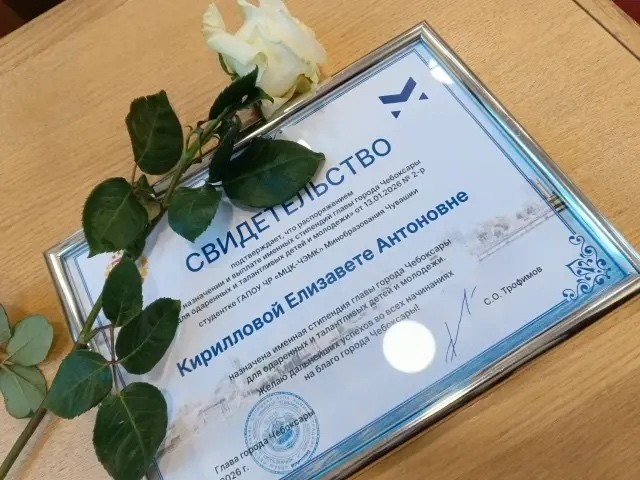 СВИДЕТЕЛЬСТВО
подтверждает, что распоряжением
назначении и выплате именных стипендий главы города Чебоксары
для одаренных и талантливых детей и молодежи» от 13.01.2026 № 2-р
студентке ГАПОУ ЧР «МЦК-ЧЭМК» Минобразования Чувашии
Кирилловой Елизавете Антоновне
назначена именная стипендия главы города Чебоксары
для одаренных и талантливых детей и молодежи.
Желаю дальнейших успехов во всех начинаниях
на благо города Чебоксары!
Глава города Чебоксары
С.О. Трофимов
2026 г.